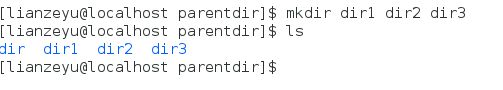 [lianzeyu@localhost parentdir]$ mkdir dir1 dir2 dir3
[lianzeyu@localhost parentdir]$ ls
dir  dir1  dir2  dir3
[lianzeyu@localhost parentdir]$